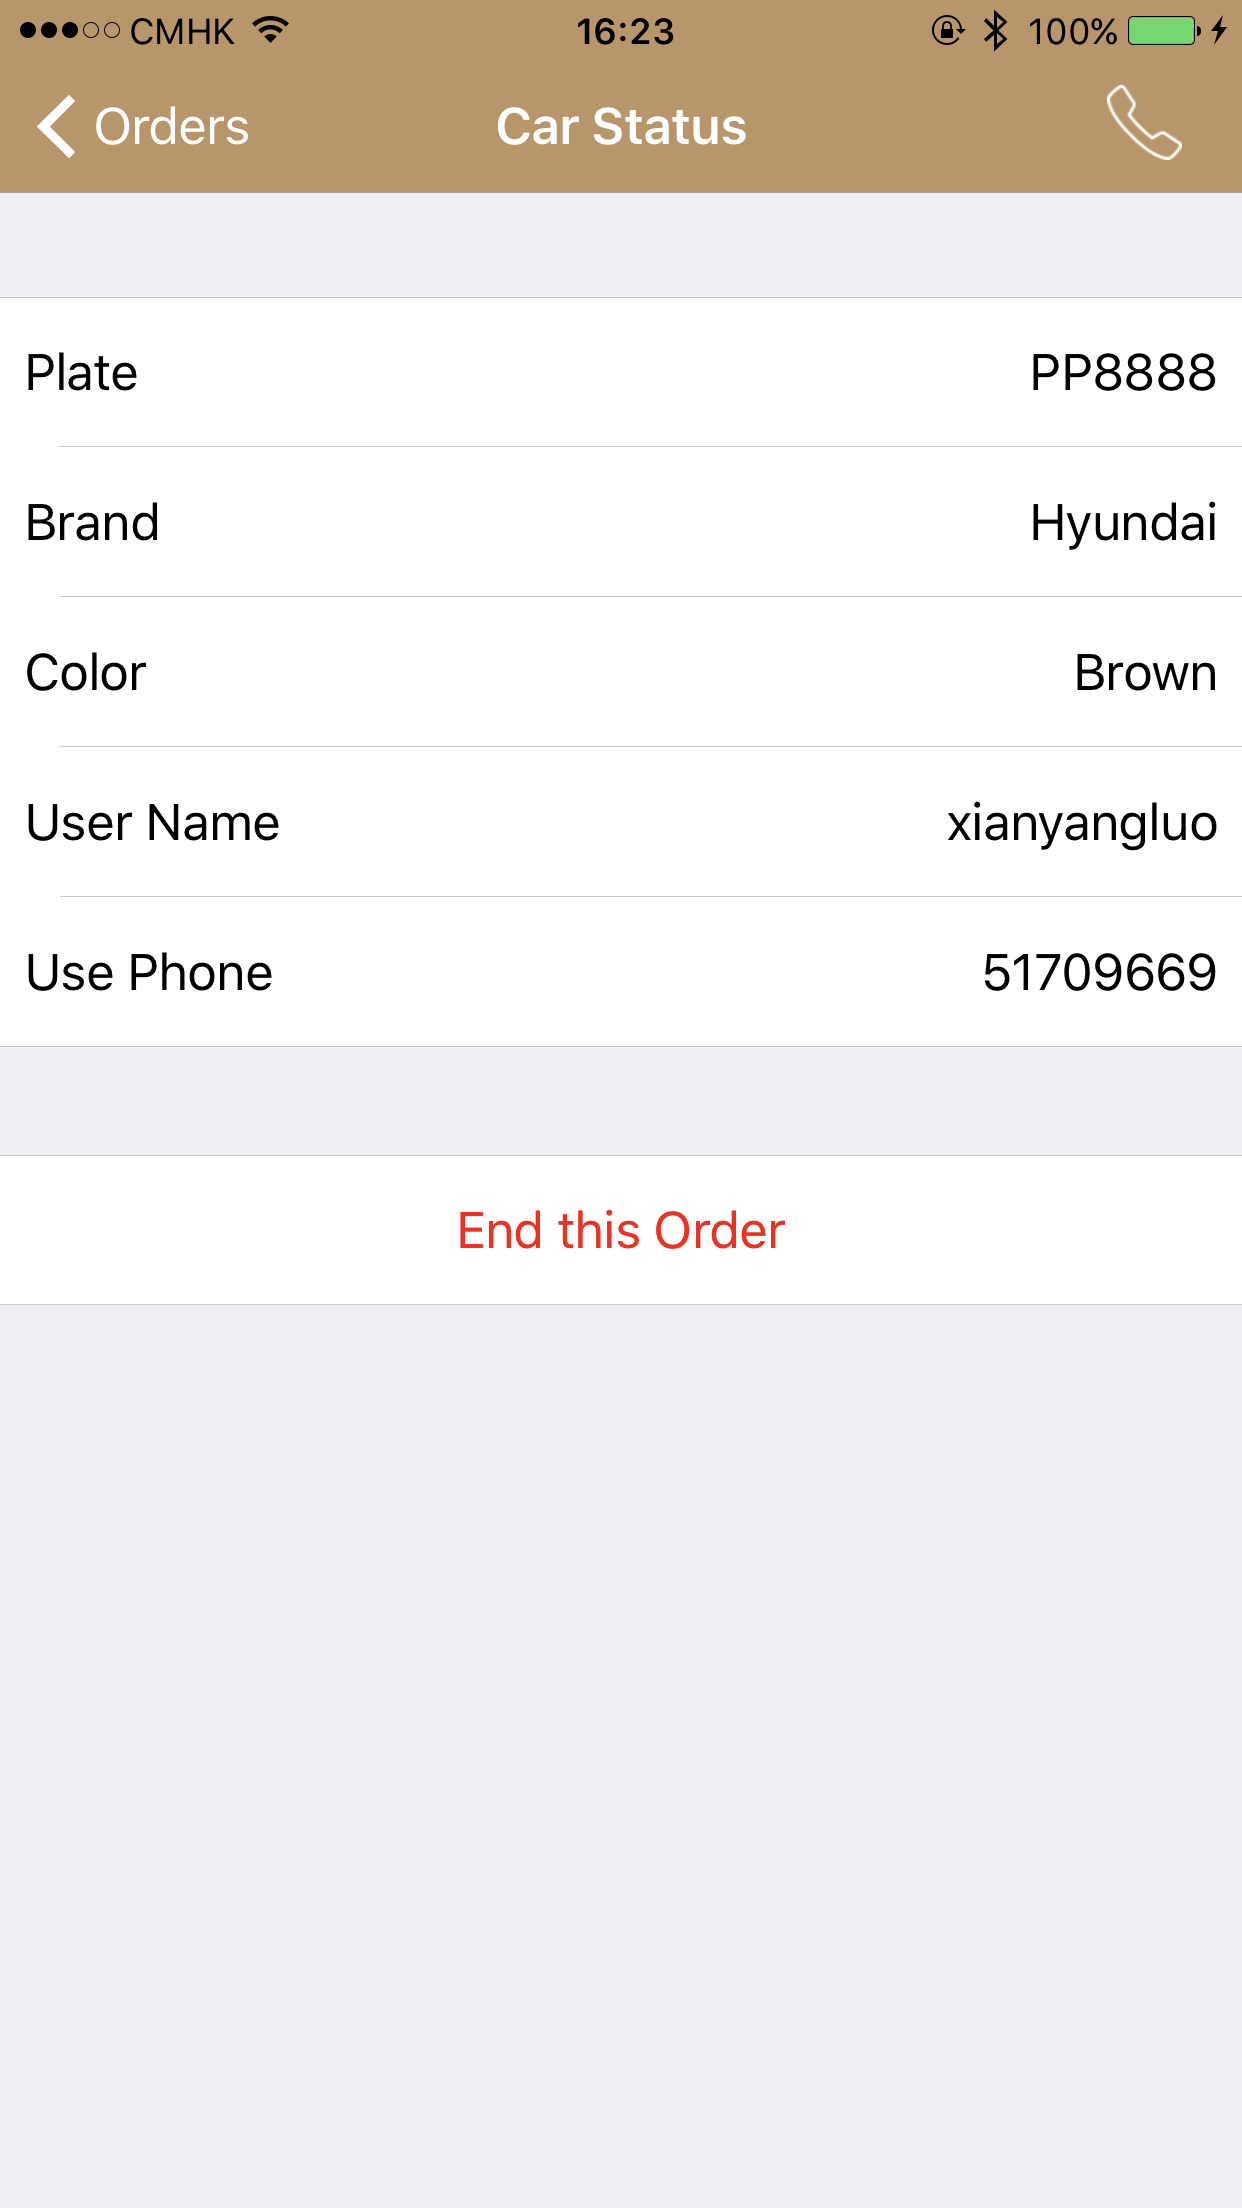 CMHK 16:23 100%
Orders Car Status
Plate PP8888
Brand Hyundai
Color Brown
User Name xianyangluo
Use Phone 51709669
End this Order